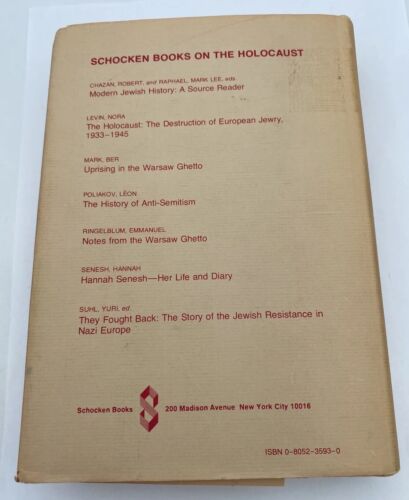 SCHOCKEN BOOKS ON THE HOLOCAUST
CHAZAN, ROBERT, and RAPHAEL, MARK LEE, eds.
Modern Jewish History: A Source Reader
LEVIN, NORA
The Holocaust: The Destruction of European Jewry,
1933–1945
MARK, BER
Uprising in the Warsaw Ghetto
POLIAKOV, LÉON
The History of Anti-Semitism
RINGELBLUM, EMMANUEL
Notes from the Warsaw Ghetto
SENESH, HANNAH
Hannah Senesh—Her Life and Diary
SUHL, YURI, ed.
They Fought Back: The Story of the Jewish Resistance in
Nazi Europe
Schocken Books 200 Madison Avenue New York City 10016
ISBN 0-8052-3593-0